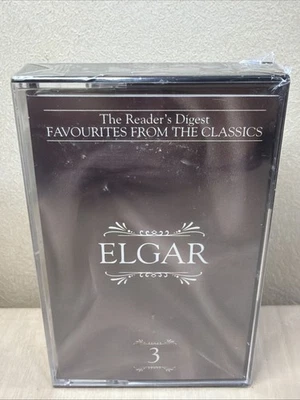 The Reader's Digest
FAVOURITES FROM THE CLASSICS
ELGAR
3